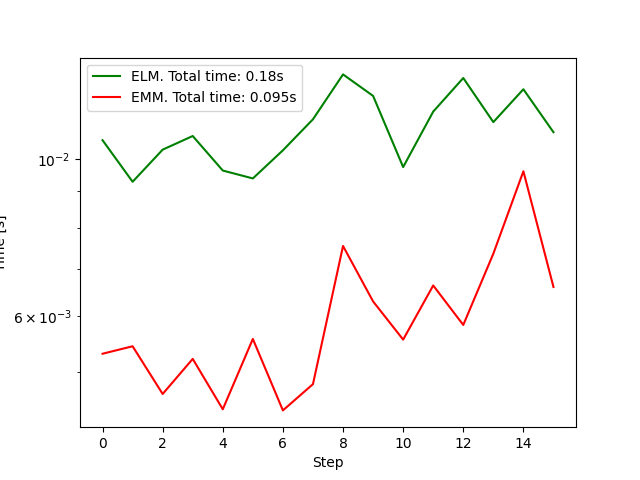 ELM. Total time: 0.18s
EMM. Total time: 0.095s
10⁻²
6 × 10⁻³
Time [s]
0 2 4 6 8 10 12 14
Step